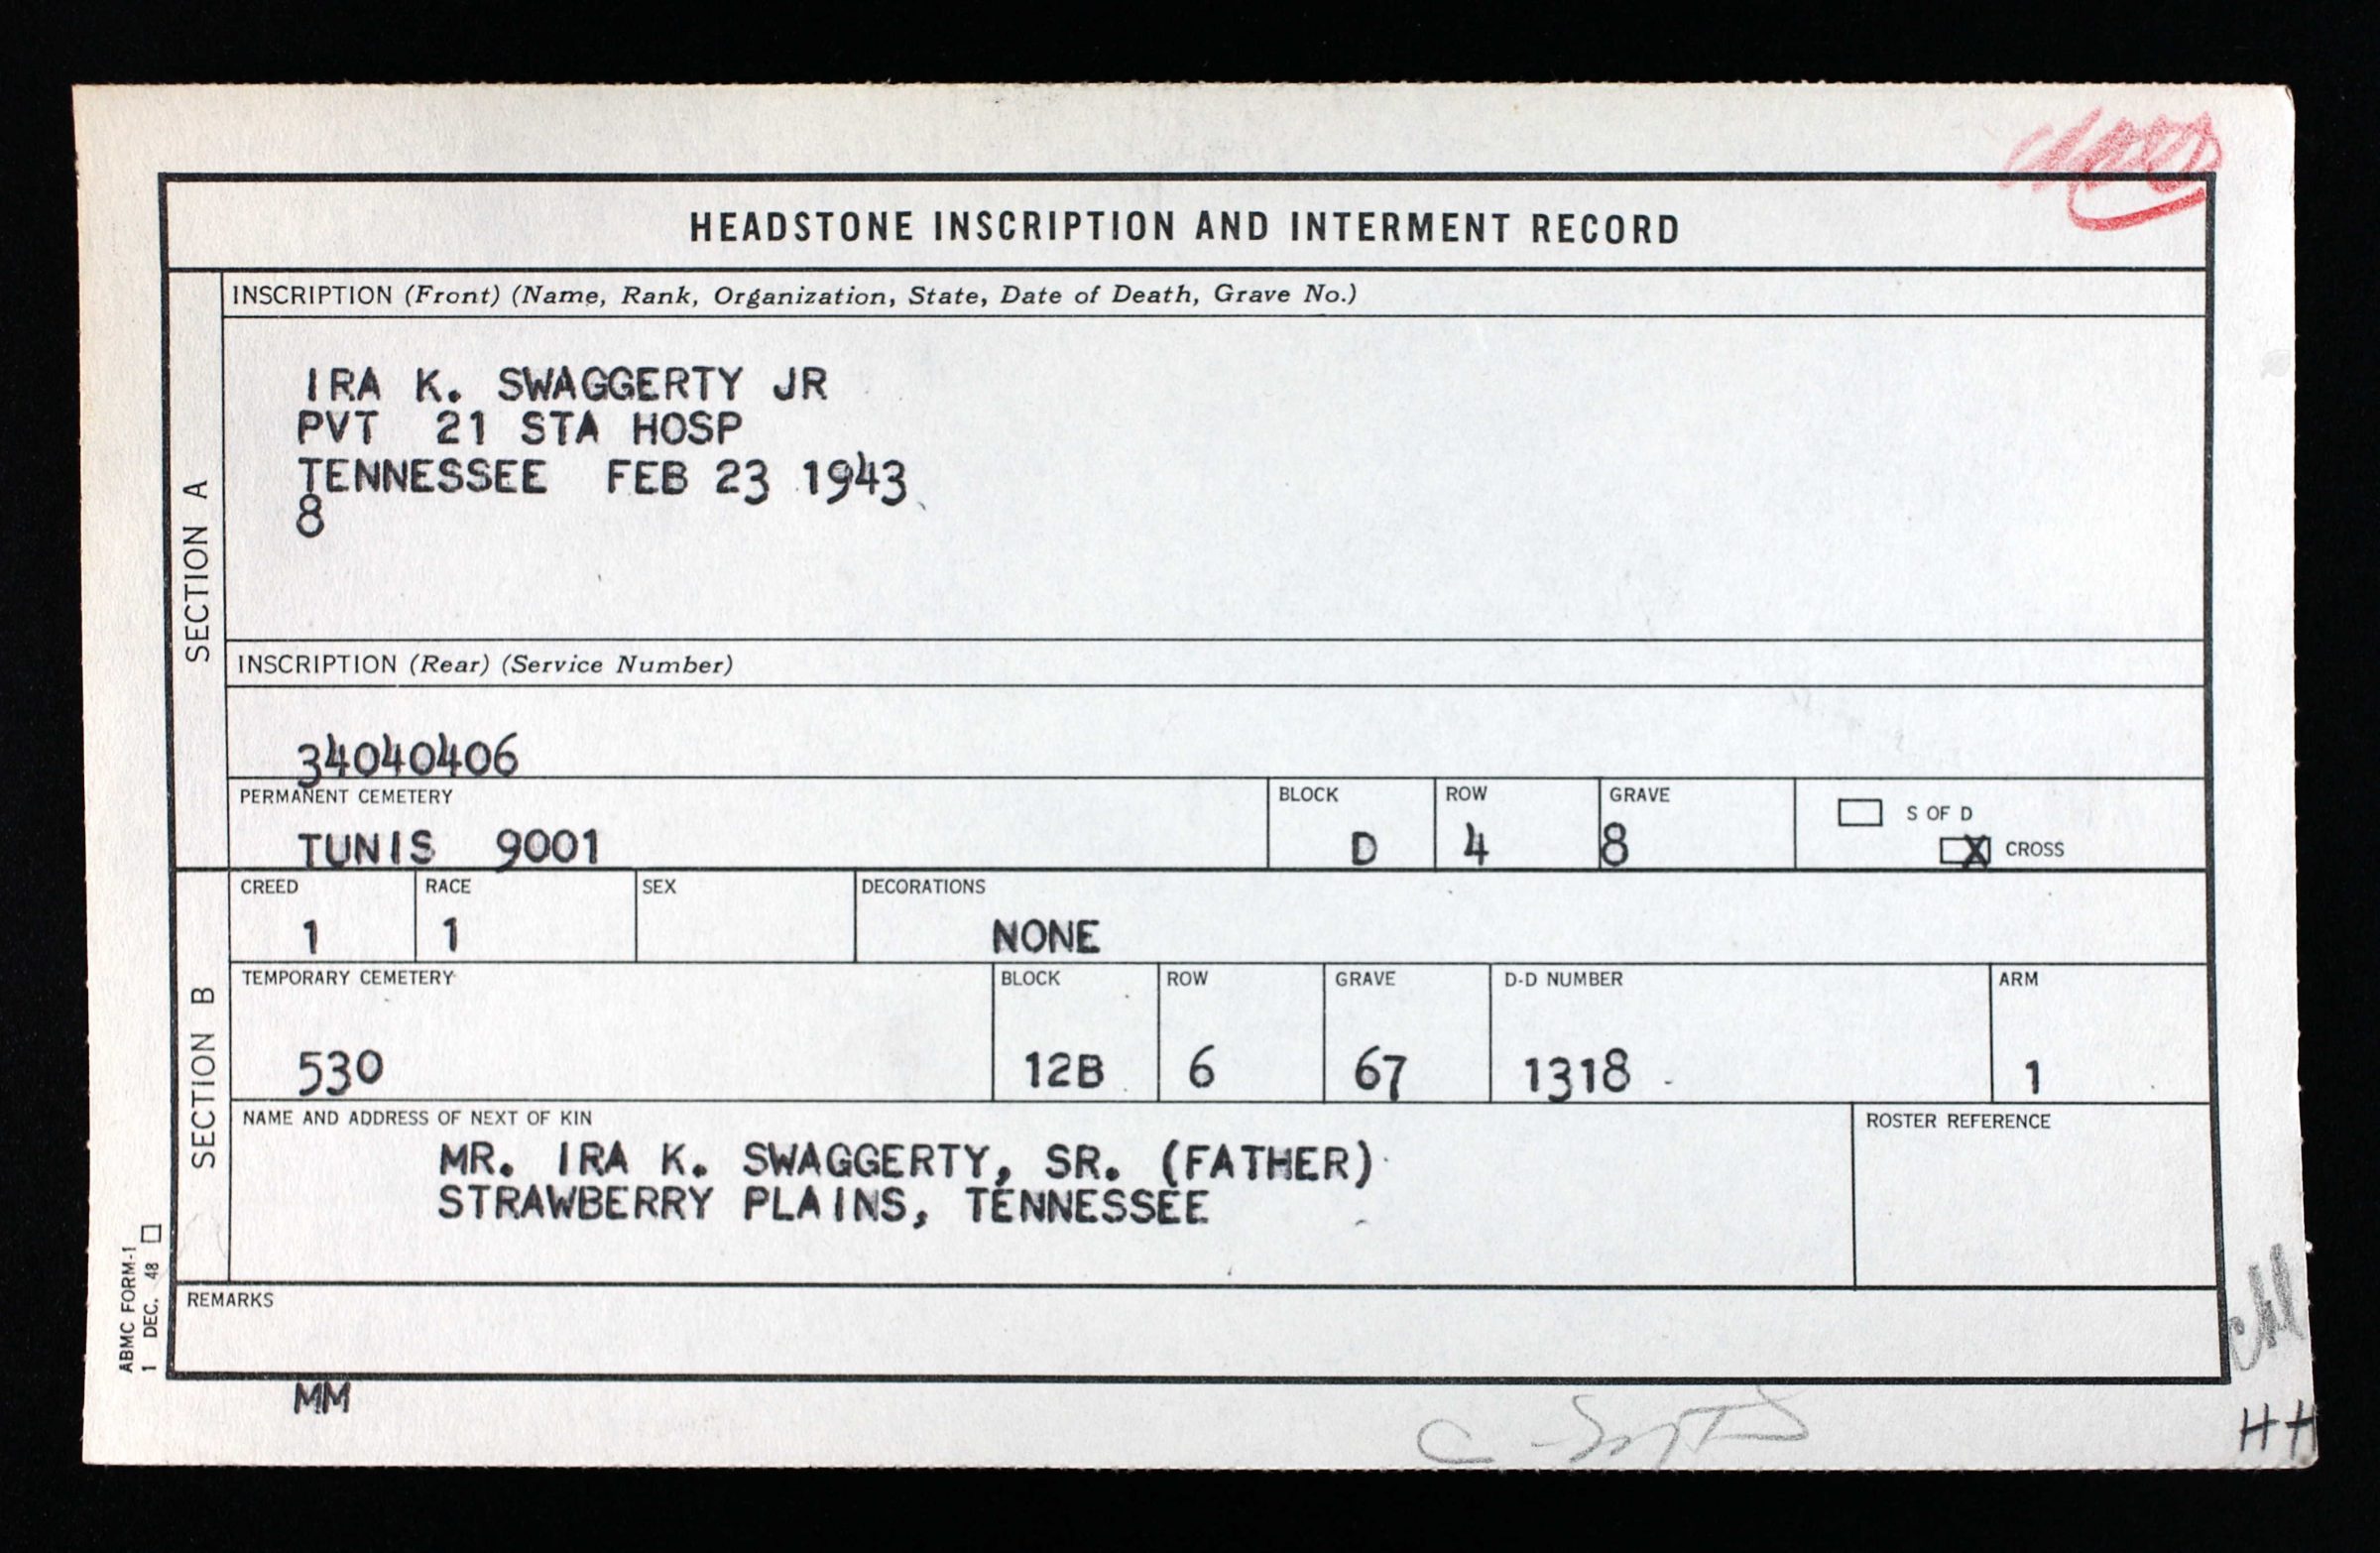 HEADSTONE INSCRIPTION AND INTERMENT RECORD
SECTION A
INSCRIPTION (Front) (Name, Rank, Organization, State, Date of Death, Grave No.)
IRA K. SWAGGERTY JR
PVT 21 STA HOSP
TENNESSEE FEB 23 1943
8
INSCRIPTION (Rear) (Service Number)
34040406
PERMANENT CEMETERY BLOCK ROW GRAVE
TUNIS 9001 D 4 8
S OF D
X CROSS
SECTION B
CREED RACE SEX DECORATIONS
1 1 NONE
TEMPORARY CEMETERY BLOCK ROW GRAVE D-D NUMBER ARM
530 12B 6 67 1318 1
NAME AND ADDRESS OF NEXT OF KIN ROSTER REFERENCE
MR. IRA K. SWAGGERTY, SR. (FATHER)
STRAWBERRY PLAINS, TENNESSEE
REMARKS
ABMC FORM-1
1 DEC. 48
MM
HH